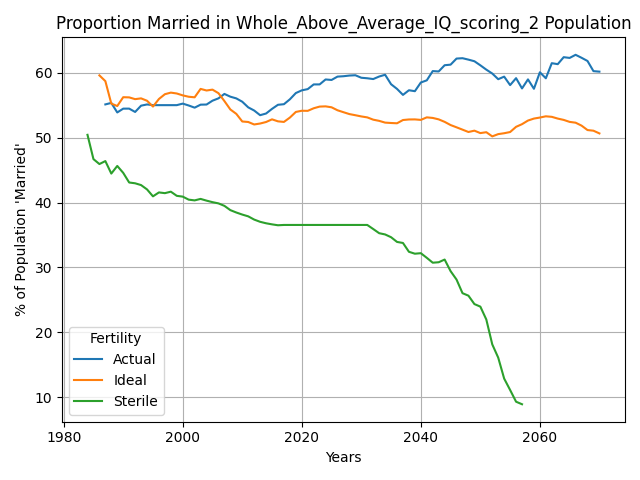 Proportion Married in Whole_Above_Average_IQ_scoring_2 Population
% of Population 'Married'
60
50
40
30
20
10
Fertility
Actual
Ideal
Sterile
1980
2000
2020
2040
2060
Years